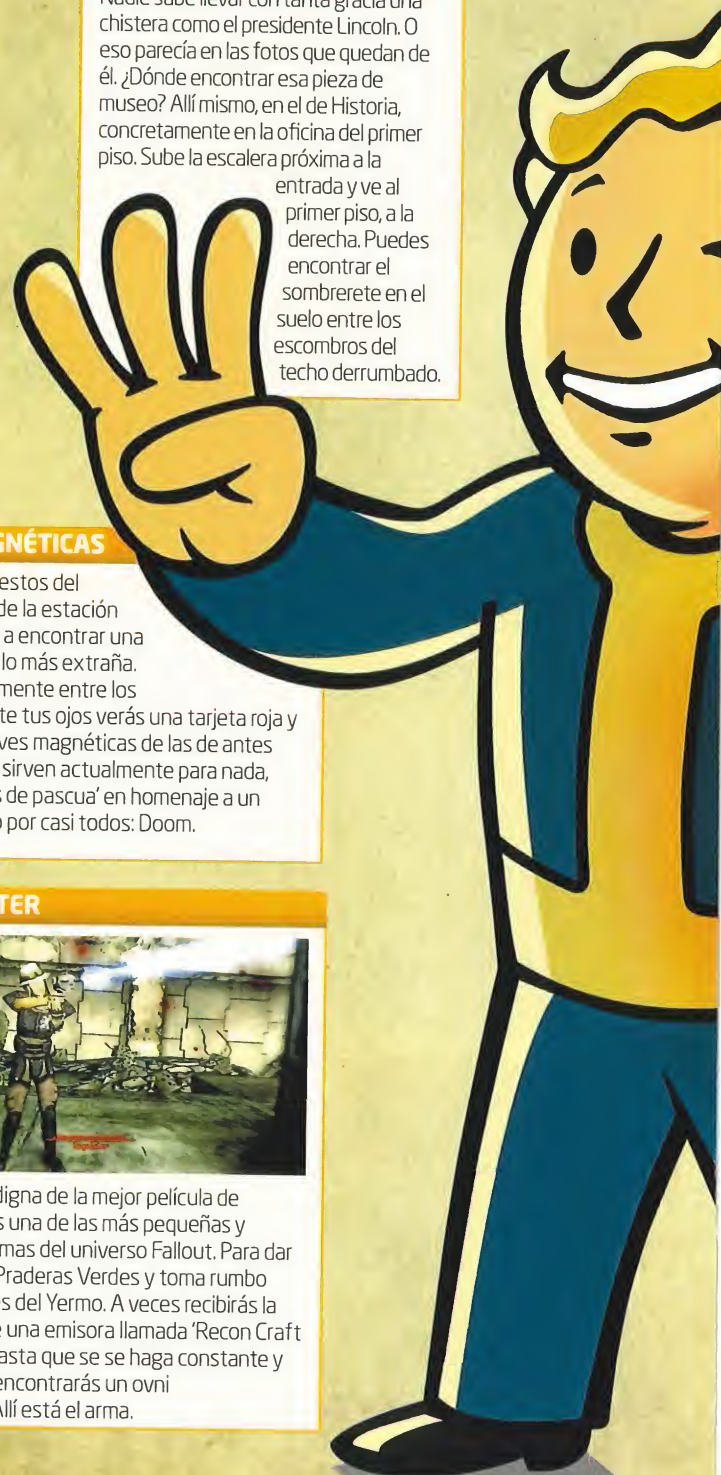 Nadie sabe llevar con tanta gracia una
chistera como el presidente Lincoln. O
eso parecía en las fotos que quedan de
él. ¿Dónde encontrar esa pieza de
museo? Allí mismo, en el de Historia,
concretamente en la oficina del primer
piso. Sube la escalera próxima a la
entrada y ve al
primer piso, a la
derecha. Puedes
encontrar el
sombrerete en el
suelo entre los
escombros del
techo derrumbado.
GNÉTICAS
estos del
de la estación
a encontrar una
lo más extraña.
mente entre los
te tus ojos verás una tarjeta roja y
ves magnéticas de las de antes
sirven actualmente para nada,
s de pascua' en homenaje a un
o por casi todos: Doom.
TER
digna de la mejor película de
s una de las más pequeñas y
mas del universo Fallout. Para dar
Praderas Verdes y toma rumbo
es del Yermo. A veces recibirás la
e una emisora llamada 'Recon Craft
asta que se se haga constante y
encontrarás un ovni
Allí está el arma.